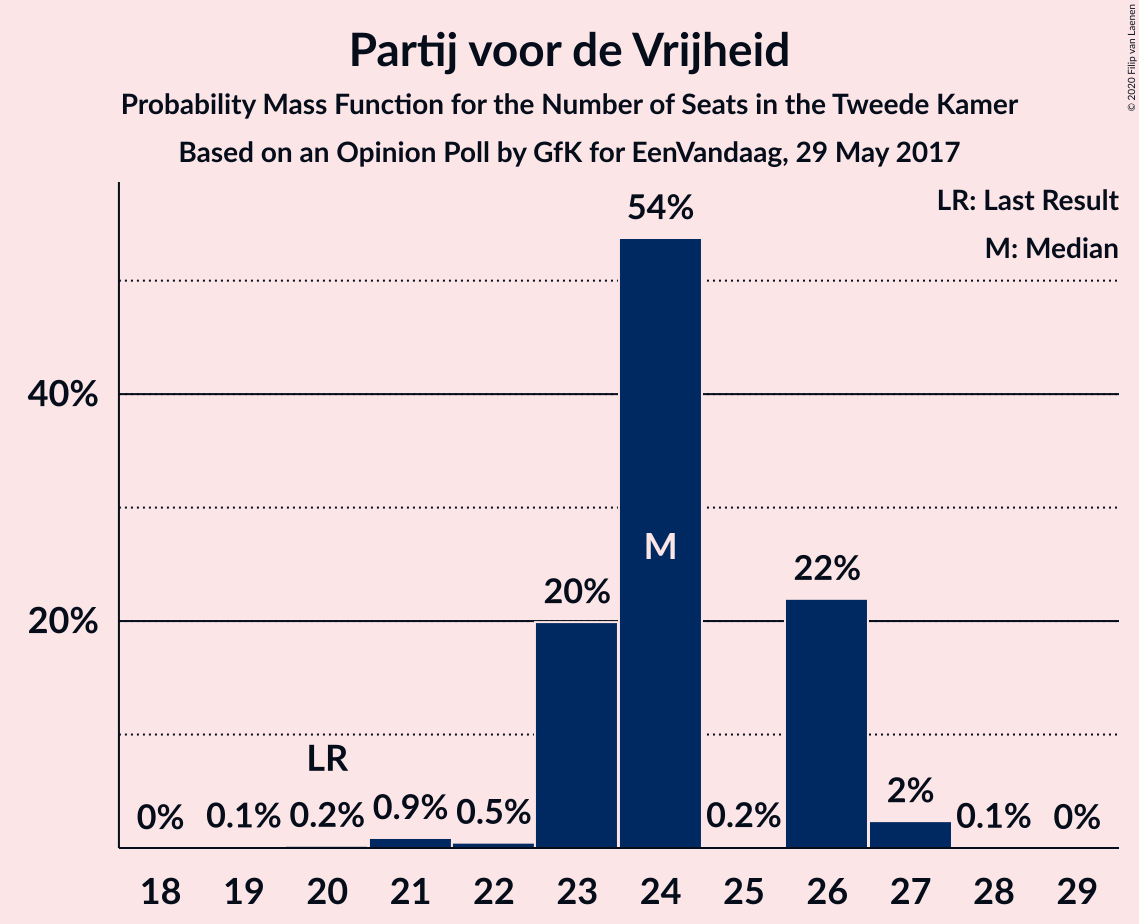 Partij voor de Vrijheid
Probability Mass Function for the Number of Seats in the Tweede Kamer
Based on an Opinion Poll by GfK for EenVandaag, 29 May 2017
© 2020 Filip van Laenen
LR: Last Result
M: Median
54%
40%
M
22%
20%
20%
LR
0%
0.1%
0.2%
0.9%
0.5%
0.2%
2%
0.1%
0%
18 19 20 21 22 23 24 25 26 27 28 29